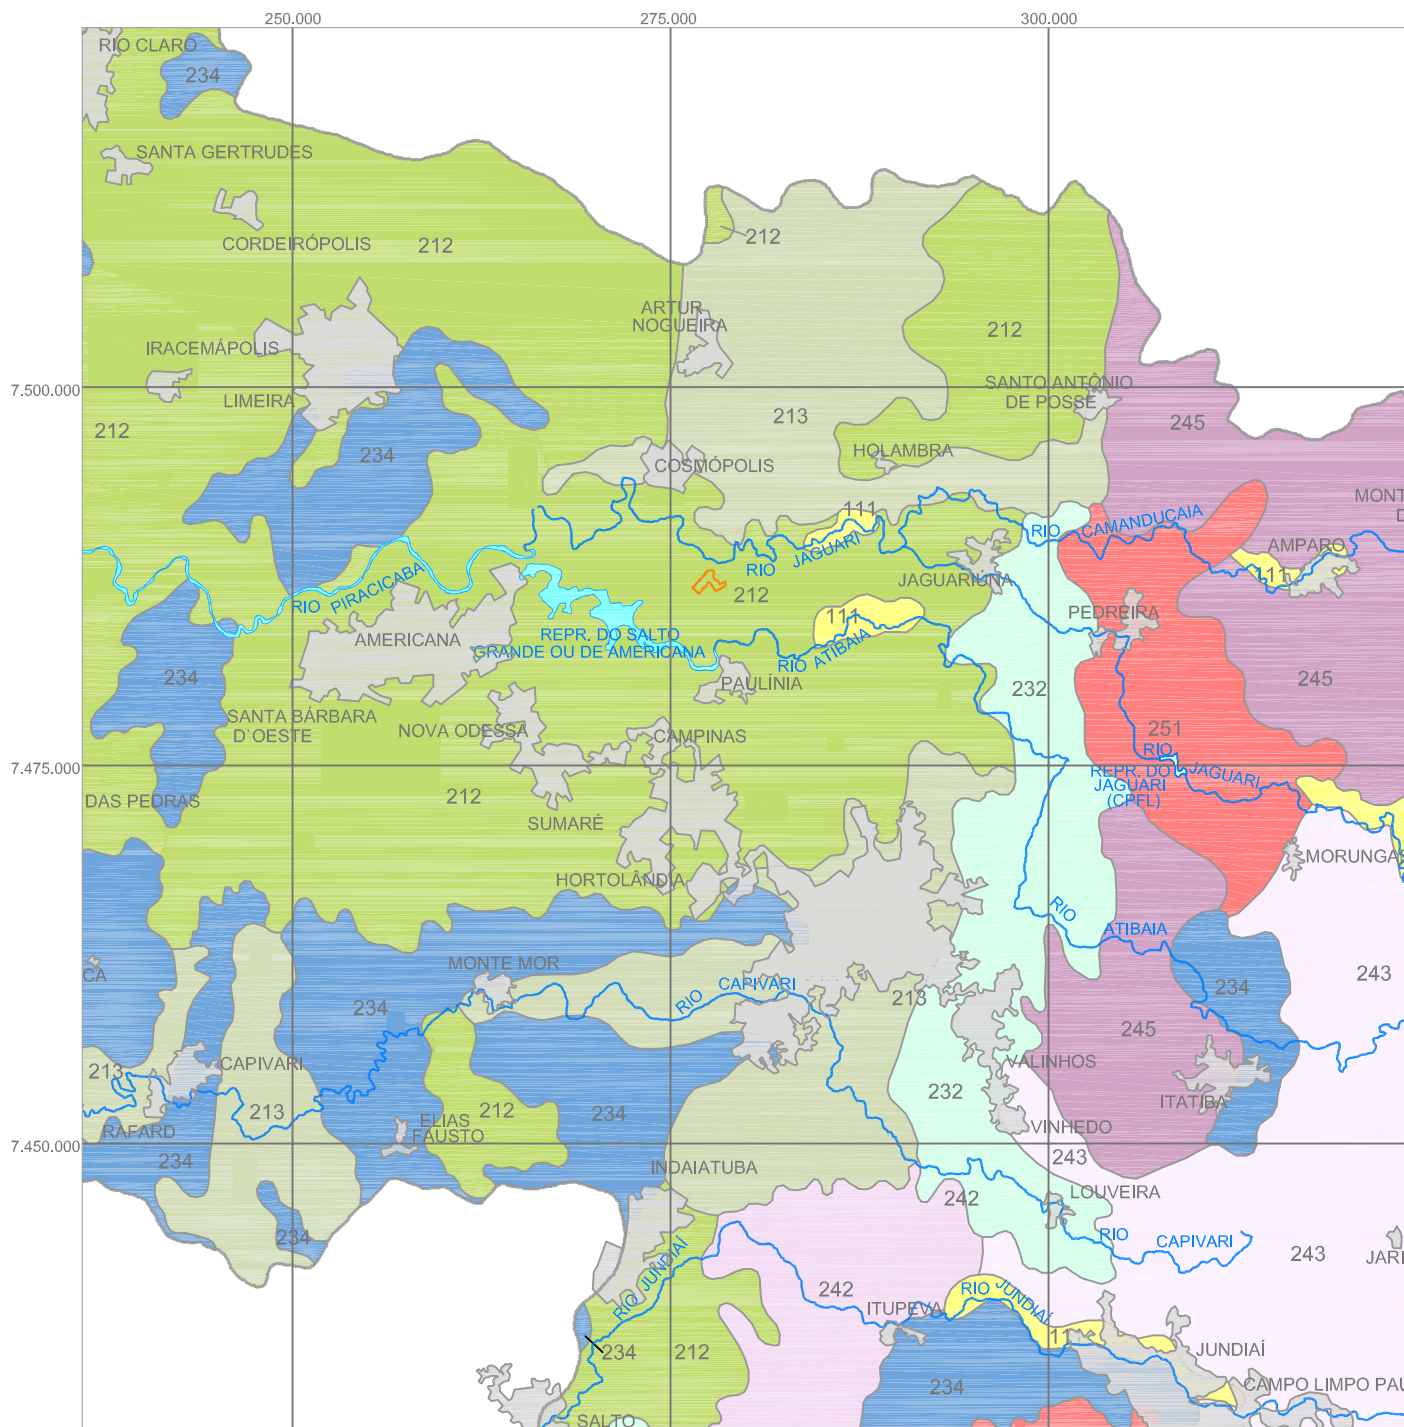 250.000
275.000
300.000
RIO CLARO
234
SANTA GERTRUDES
CORDEIRÓPOLIS
212
212
ARTUR
NOGUEIRA
212
IRACEMÁPOLIS
7.500.000
LIMEIRA
SANTO ANTÔNIO
DE POSSE
213
245
212
234
HOLAMBRA
COSMÓPOLIS
MONT
111
RIO
CAMANDUCAIA
RIO
JAGUARI
AMPARO
111
JAGUARIÚNA
RIO
PIRACICABA
212
PEDREIRA
111
AMERICANA
REPR. DO SALTO
GRANDE OU DE AMERICANA
RIO
ATIBAIA
234
PAULÍNIA
232
245
SANTA BÁRBARA
D`OESTE
NOVA ODESSA
CAMPINAS
251
RIO
JAGUARI
7.475.000
REPR. DO
JAGUARI
(CPFL)
DAS PEDRAS
212
SUMARÉ
MORUNGA
HORTOLÂNDIA
RIO
ATIBAIA
MONTE MOR
CA
243
RIO
CAPIVARI
234
213
234
245
213
CAPIVARI
VALINHOS
232
213
212
234
ITATIBA
ELIAS
FAUSTO
RAFARD
VINHEDO
7.450.000
234
243
INDAIATUBA
242
LOUVEIRA
234
RIO
CAPIVARI
243
JARI
RIO
JUNDIAÍ
242
RIO
JUNDIAÍ
ITUPEVA
11
234
212
JUNDIAÍ
234
CAMPO LIMPO PAU
SALTO